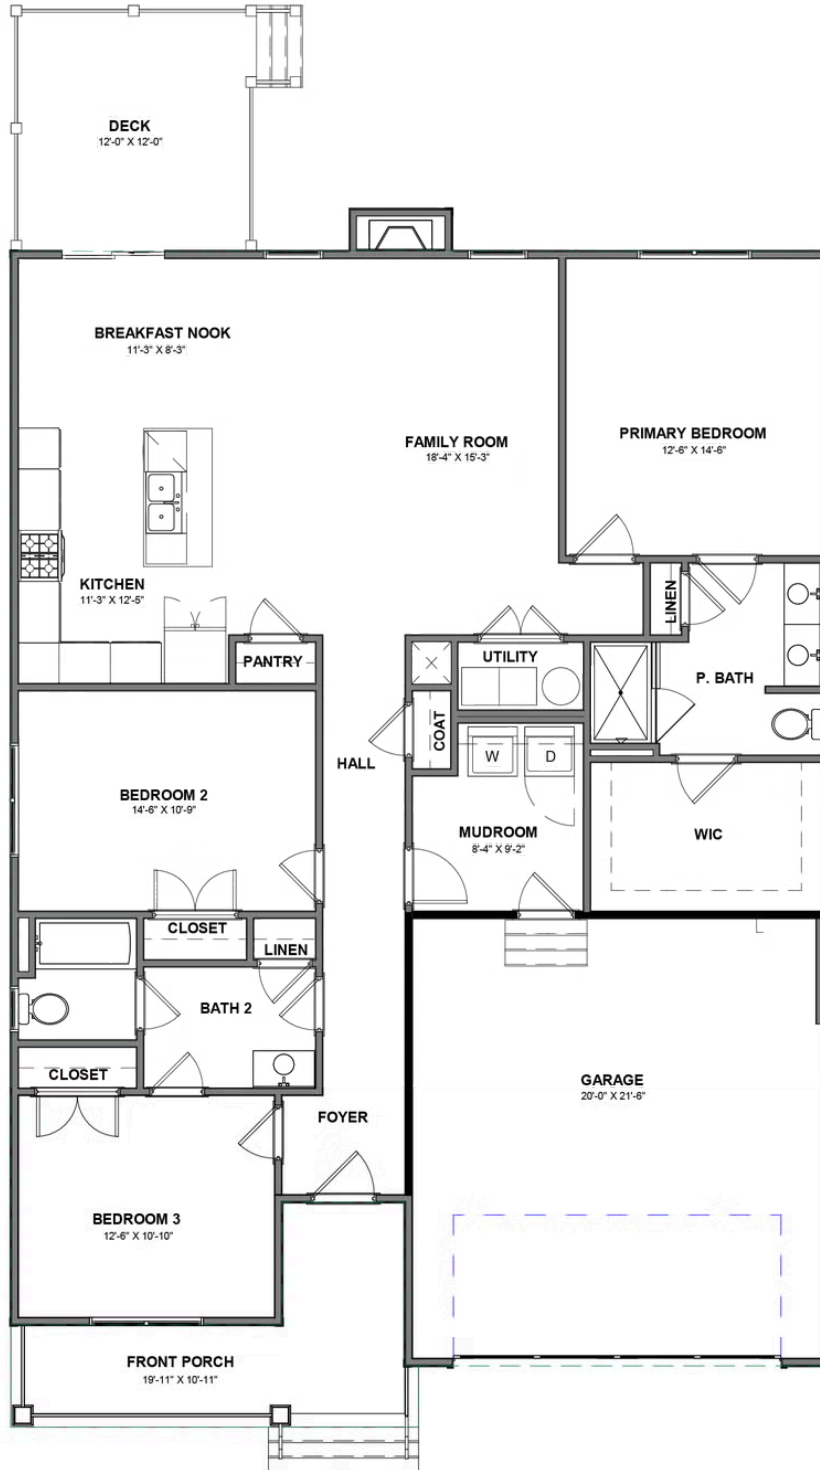 DECK
12'-0" X 12'-0"
BREAKFAST NOOK
11'-3" X 8'-3"
FAMILY ROOM
18'-4" X 15'-3"
PRIMARY BEDROOM
12'-6" X 14'-6"
KITCHEN
11'-3" X 12'-5"
LINEN
PANTRY
UTILITY
P. BATH
COAT
HALL
W
D
BEDROOM 2
14'-6" X 10'-9"
MUDROOM
8'-4" X 9'-2"
WIC
CLOSET
LINEN
BATH 2
CLOSET
GARAGE
20'-0" X 21'-6"
FOYER
BEDROOM 3
12'-6" X 10'-10"
FRONT PORCH
19'-11" X 10'-11"